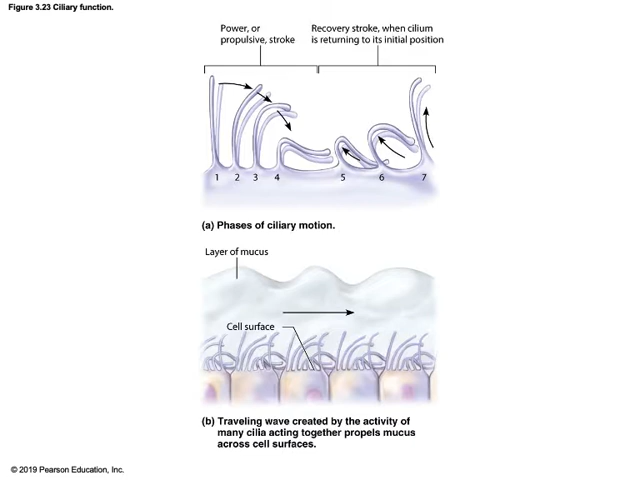 Figure 3.23 Ciliary function.
Power, or
propulsive, stroke
Recovery stroke, when cilium
is returning to its initial position
1 2 3 4 5 6 7
(a) Phases of ciliary motion.
Layer of mucus
Cell surface
(b) Traveling wave created by the activity of
many cilia acting together propels mucus
across cell surfaces.
© 2019 Pearson Education, Inc.